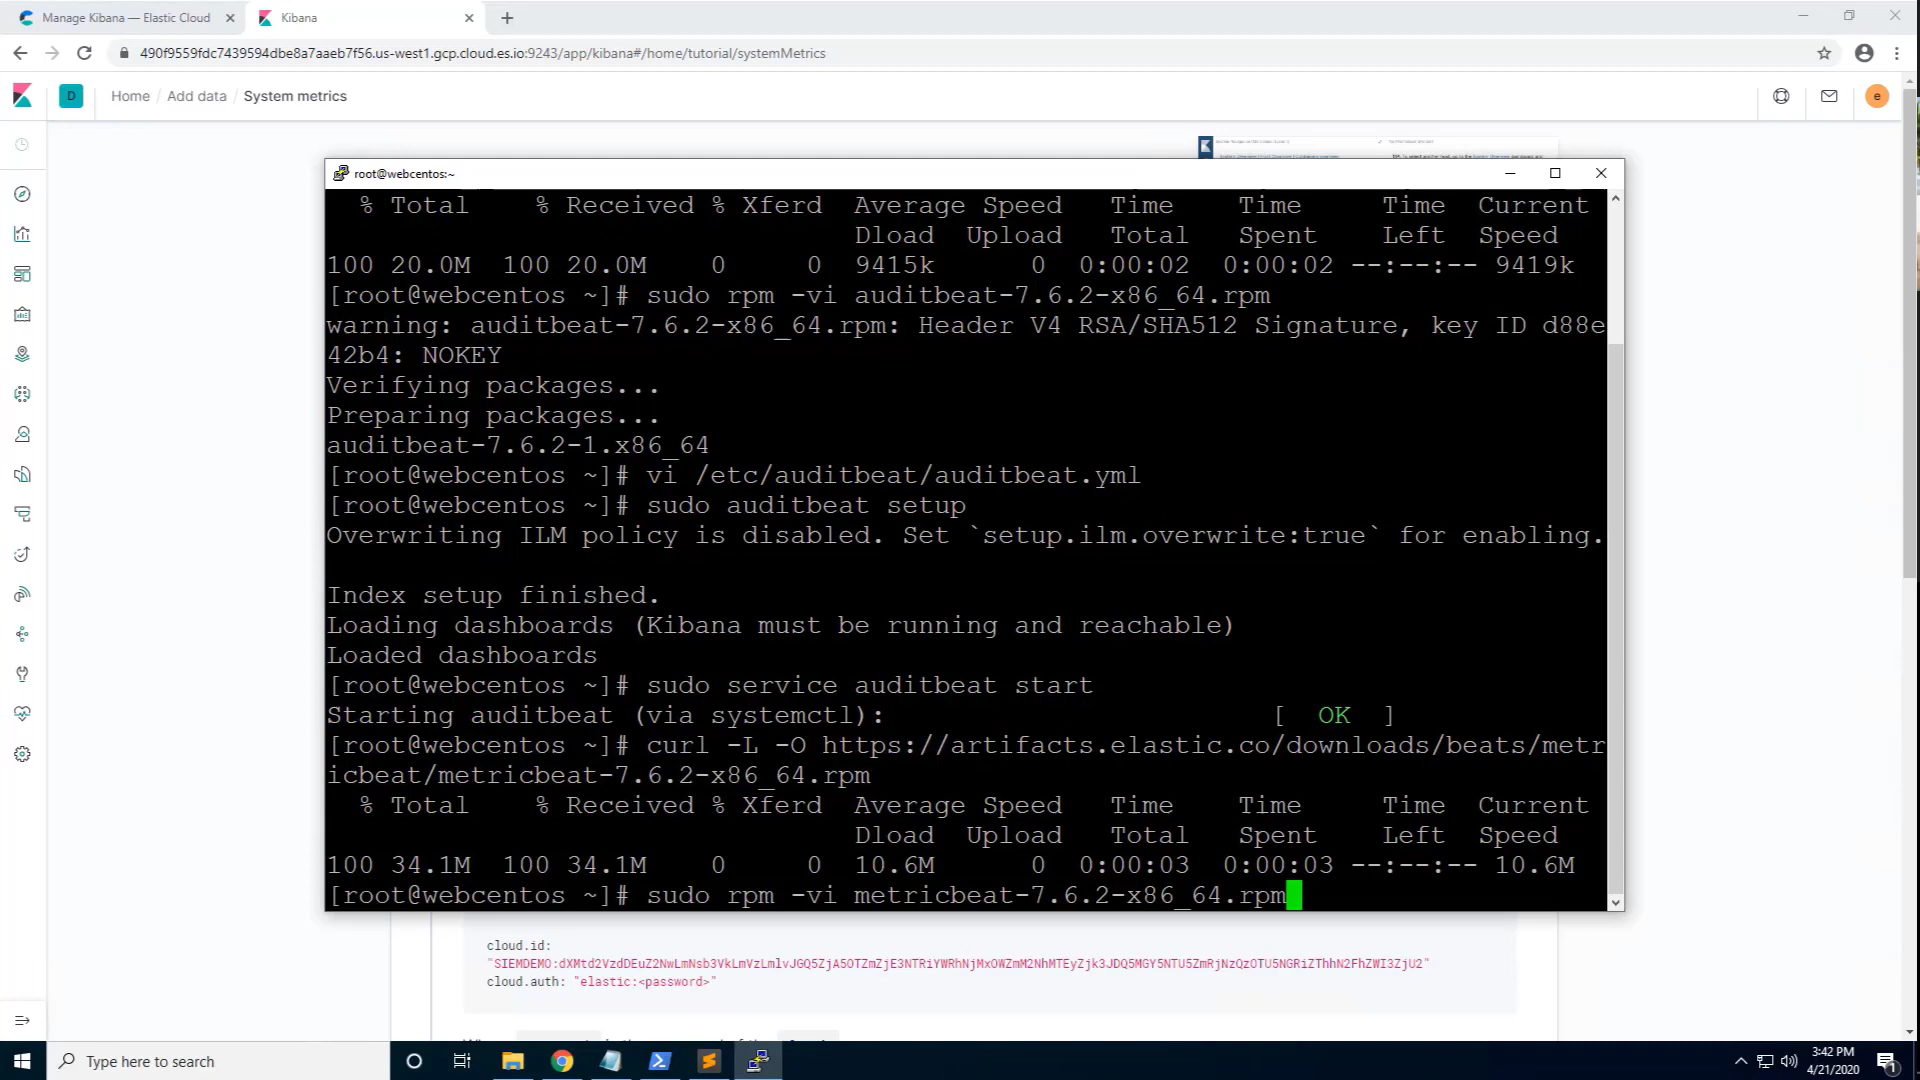 Manage Kibana — Elastic Cloud
Kibana
490f9559fdc7439594dbe8a7aaeb7f56.us-west1.gcp.cloud.es.io:9243/app/kibana#/home/tutorial/systemMetrics
D
Home / Add data / System metrics
e
root@webcentos:~
% Total % Received % Xferd Average Speed Time Time Time Current
Dload Upload Total Spent Left Speed
100 20.0M 100 20.0M 0 0 9415k 0 0:00:02 0:00:02 --:--:-- 9419k
[root@webcentos ~]# sudo rpm -vi auditbeat-7.6.2-x86_64.rpm
warning: auditbeat-7.6.2-x86_64.rpm: Header V4 RSA/SHA512 Signature, key ID d88e
42b4: NOKEY
Verifying packages...
Preparing packages...
auditbeat-7.6.2-1.x86_64
[root@webcentos ~]# vi /etc/auditbeat/auditbeat.yml
[root@webcentos ~]# sudo auditbeat setup
Overwriting ILM policy is disabled. Set `setup.ilm.overwrite:true` for enabling.
Index setup finished.
Loading dashboards (Kibana must be running and reachable)
Loaded dashboards
[root@webcentos ~]# sudo service auditbeat start
Starting auditbeat (via systemctl): [ OK ]
[root@webcentos ~]# curl -L -O https://artifacts.elastic.co/downloads/beats/metr
icbeat/metricbeat-7.6.2-x86_64.rpm
% Total % Received % Xferd Average Speed Time Time Time Current
Dload Upload Total Spent Left Speed
100 34.1M 100 34.1M 0 0 10.6M 0 0:00:03 0:00:03 --:--:-- 10.6M
[root@webcentos ~]# sudo rpm -vi metricbeat-7.6.2-x86_64.rpm
cloud.id:
cloud.auth: "elastic:<password>"
Type here to search
3:42 PM
4/21/2020
1